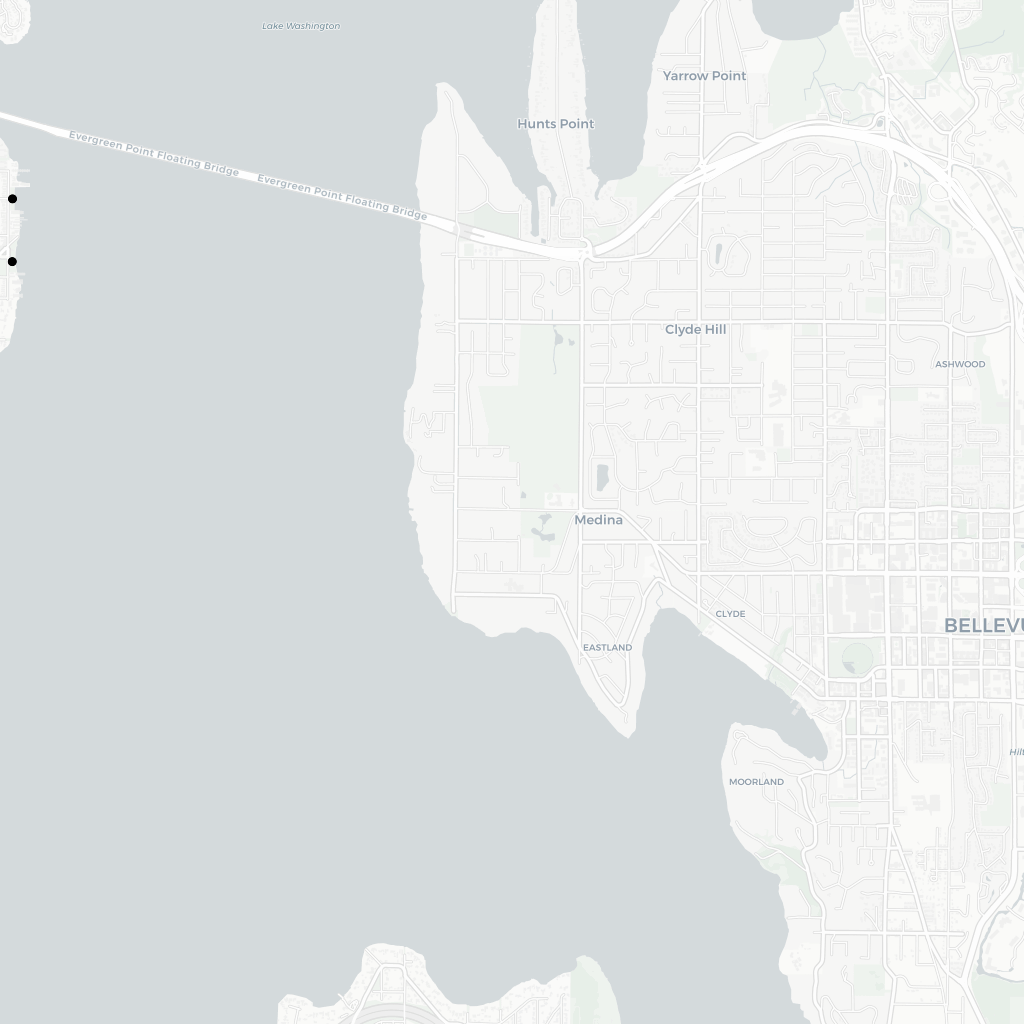 Lake Washington
Yarrow Point
Hunts Point
Evergreen Point Floating Bridge
Evergreen Point Floating Bridge
Clyde Hill
ASHWOOD
Medina
CLYDE
BELLEVU
EASTLAND
Hilt
MOORLAND